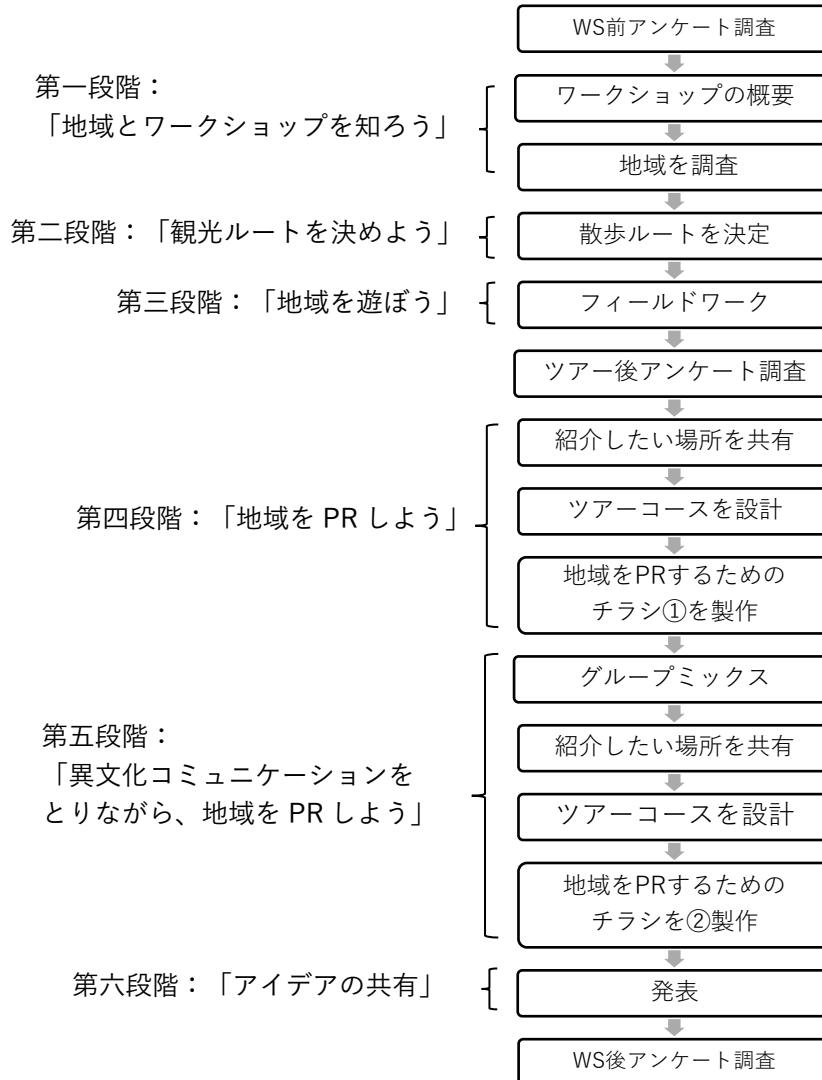 WS前アンケート調査
第一段階：
「地域とワークショップを知ろう」
ワークショップの概要
地域を調査
第二段階：「観光ルートを決めよう」
散歩ルートを決定
第三段階：「地域を遊ぼう」
フィールドワーク
ツアー後アンケート調査
第四段階：「地域を PR しよう」
紹介したい場所を共有
ツアーコースを設計
地域をPRするための
チラシ①を製作
第五段階：
「異文化コミュニケーションを
とりながら、地域を PR しよう」
グループミックス
紹介したい場所を共有
ツアーコースを設計
地域をPRするための
チラシを②製作
第六段階：「アイデアの共有」
発表
WS後アンケート調査